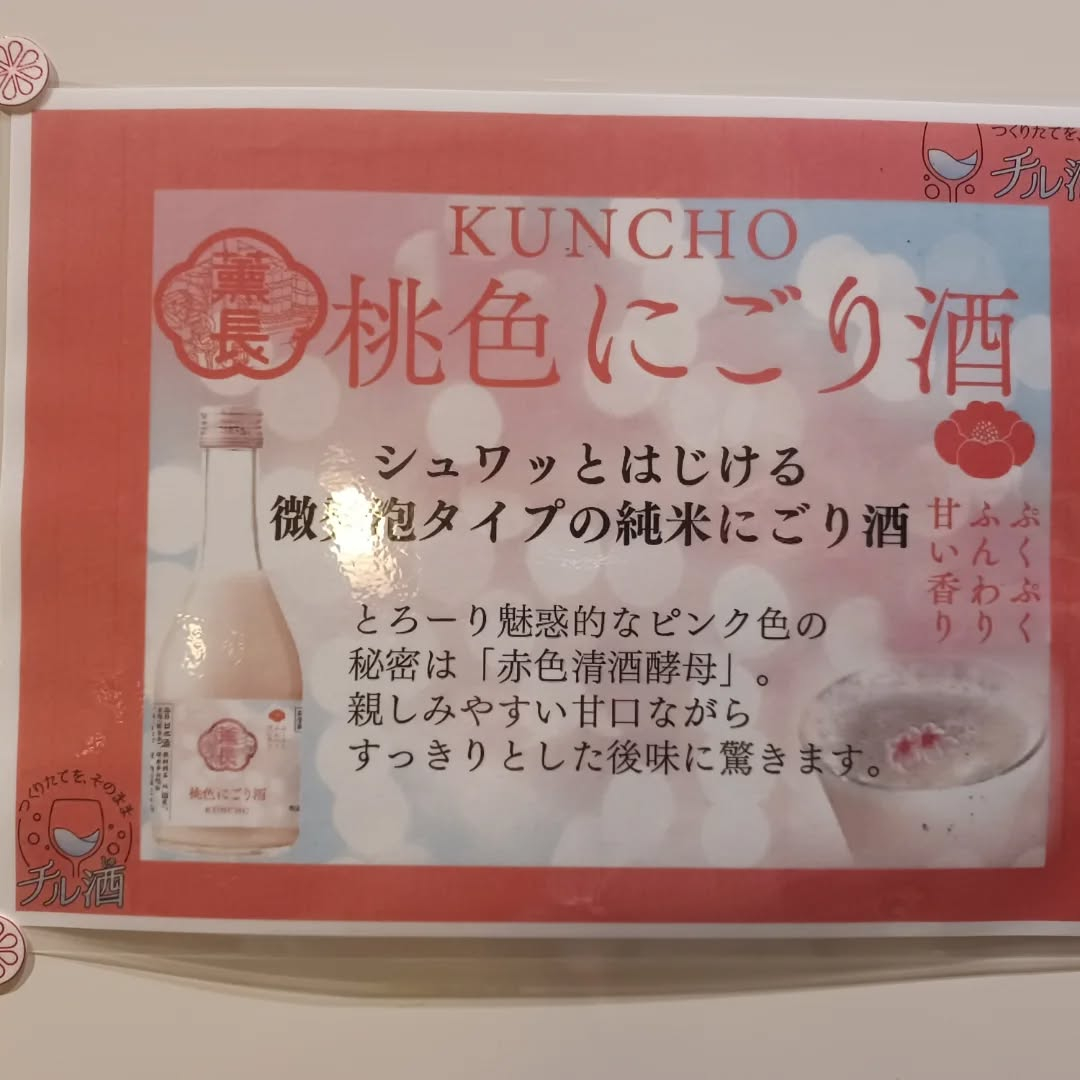 つくりたてを、
チル酒
KUNCHO
薫長
桃色にごり酒
シュワッとはじける
微発泡タイプの純米にごり酒
ぷくぷく
ふんわり
甘い香り
とろーり魅惑的なピンク色の
秘密は「赤色清酒酵母」。
親しみやすい甘口ながら
すっきりとした後味に驚きます。
薫長
桃色にごり酒
KUNCHO
つくりたてを、そのまま
チル酒